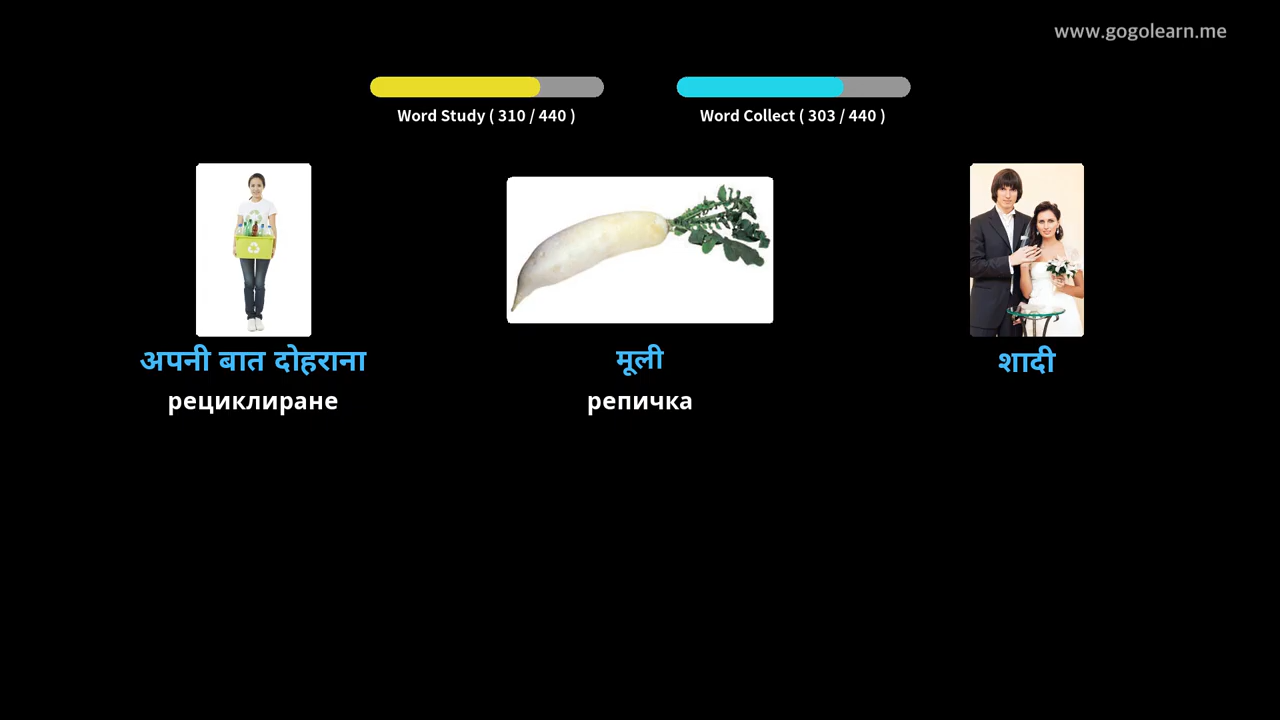 www.gogolearn.me
Word Study ( 310 / 440 )
Word Collect ( 303 / 440 )
अपनी बात दोहराना
मूली
शादी
рециклиране
репичка